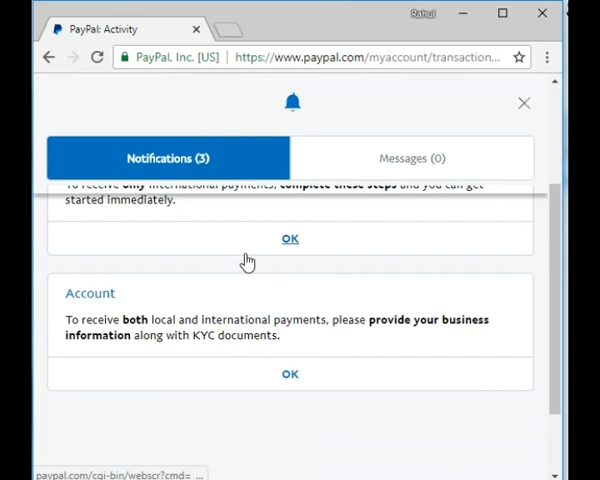 Rahul
PayPal: Activity
PayPal, Inc. [US] https://www.paypal.com/myaccount/transaction...
Notifications (3)
Messages (0)
To receive only international payments, complete these steps and you can get
started immediately.
OK
Account
To receive both local and international payments, please provide your business
information along with KYC documents.
OK
paypal.com/cgi-bin/webscr?cmd= ...